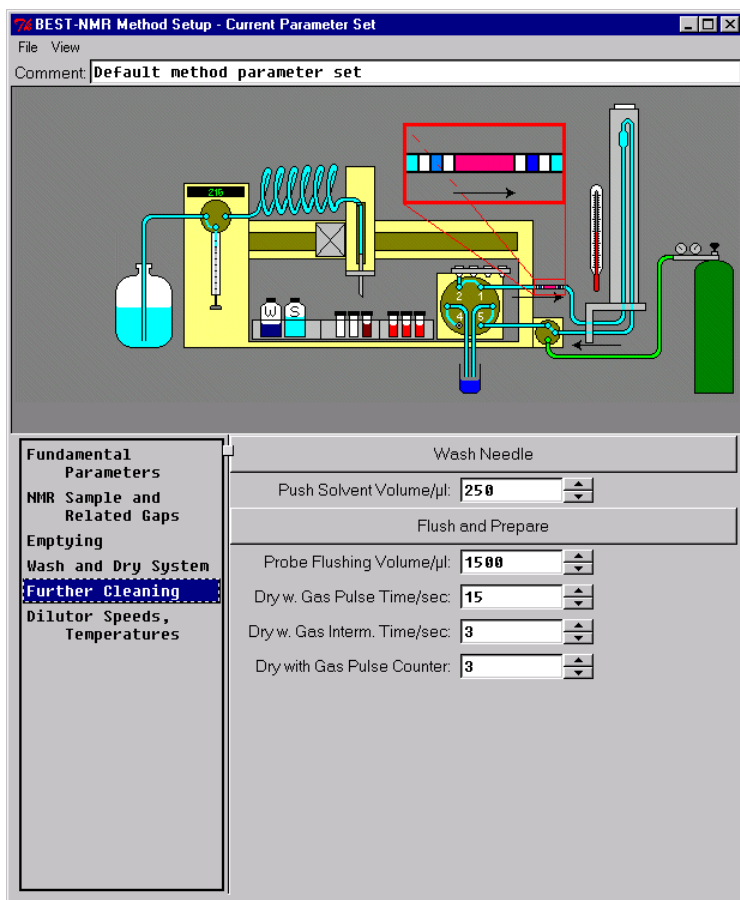 BEST-NMR Method Setup - Current Parameter Set
File View
Comment: Default method parameter set
216
W S
2 1
4 5
Fundamental
Parameters
NMR Sample and
Related Gaps
Emptying
Wash and Dry System
Further Cleaning
Dilutor Speeds,
Temperatures
Wash Needle
Push Solvent Volume/µl: 250
Flush and Prepare
Probe Flushing Volume/µl: 1500
Dry w. Gas Pulse Time/sec: 15
Dry w. Gas Interm. Time/sec: 3
Dry with Gas Pulse Counter: 3